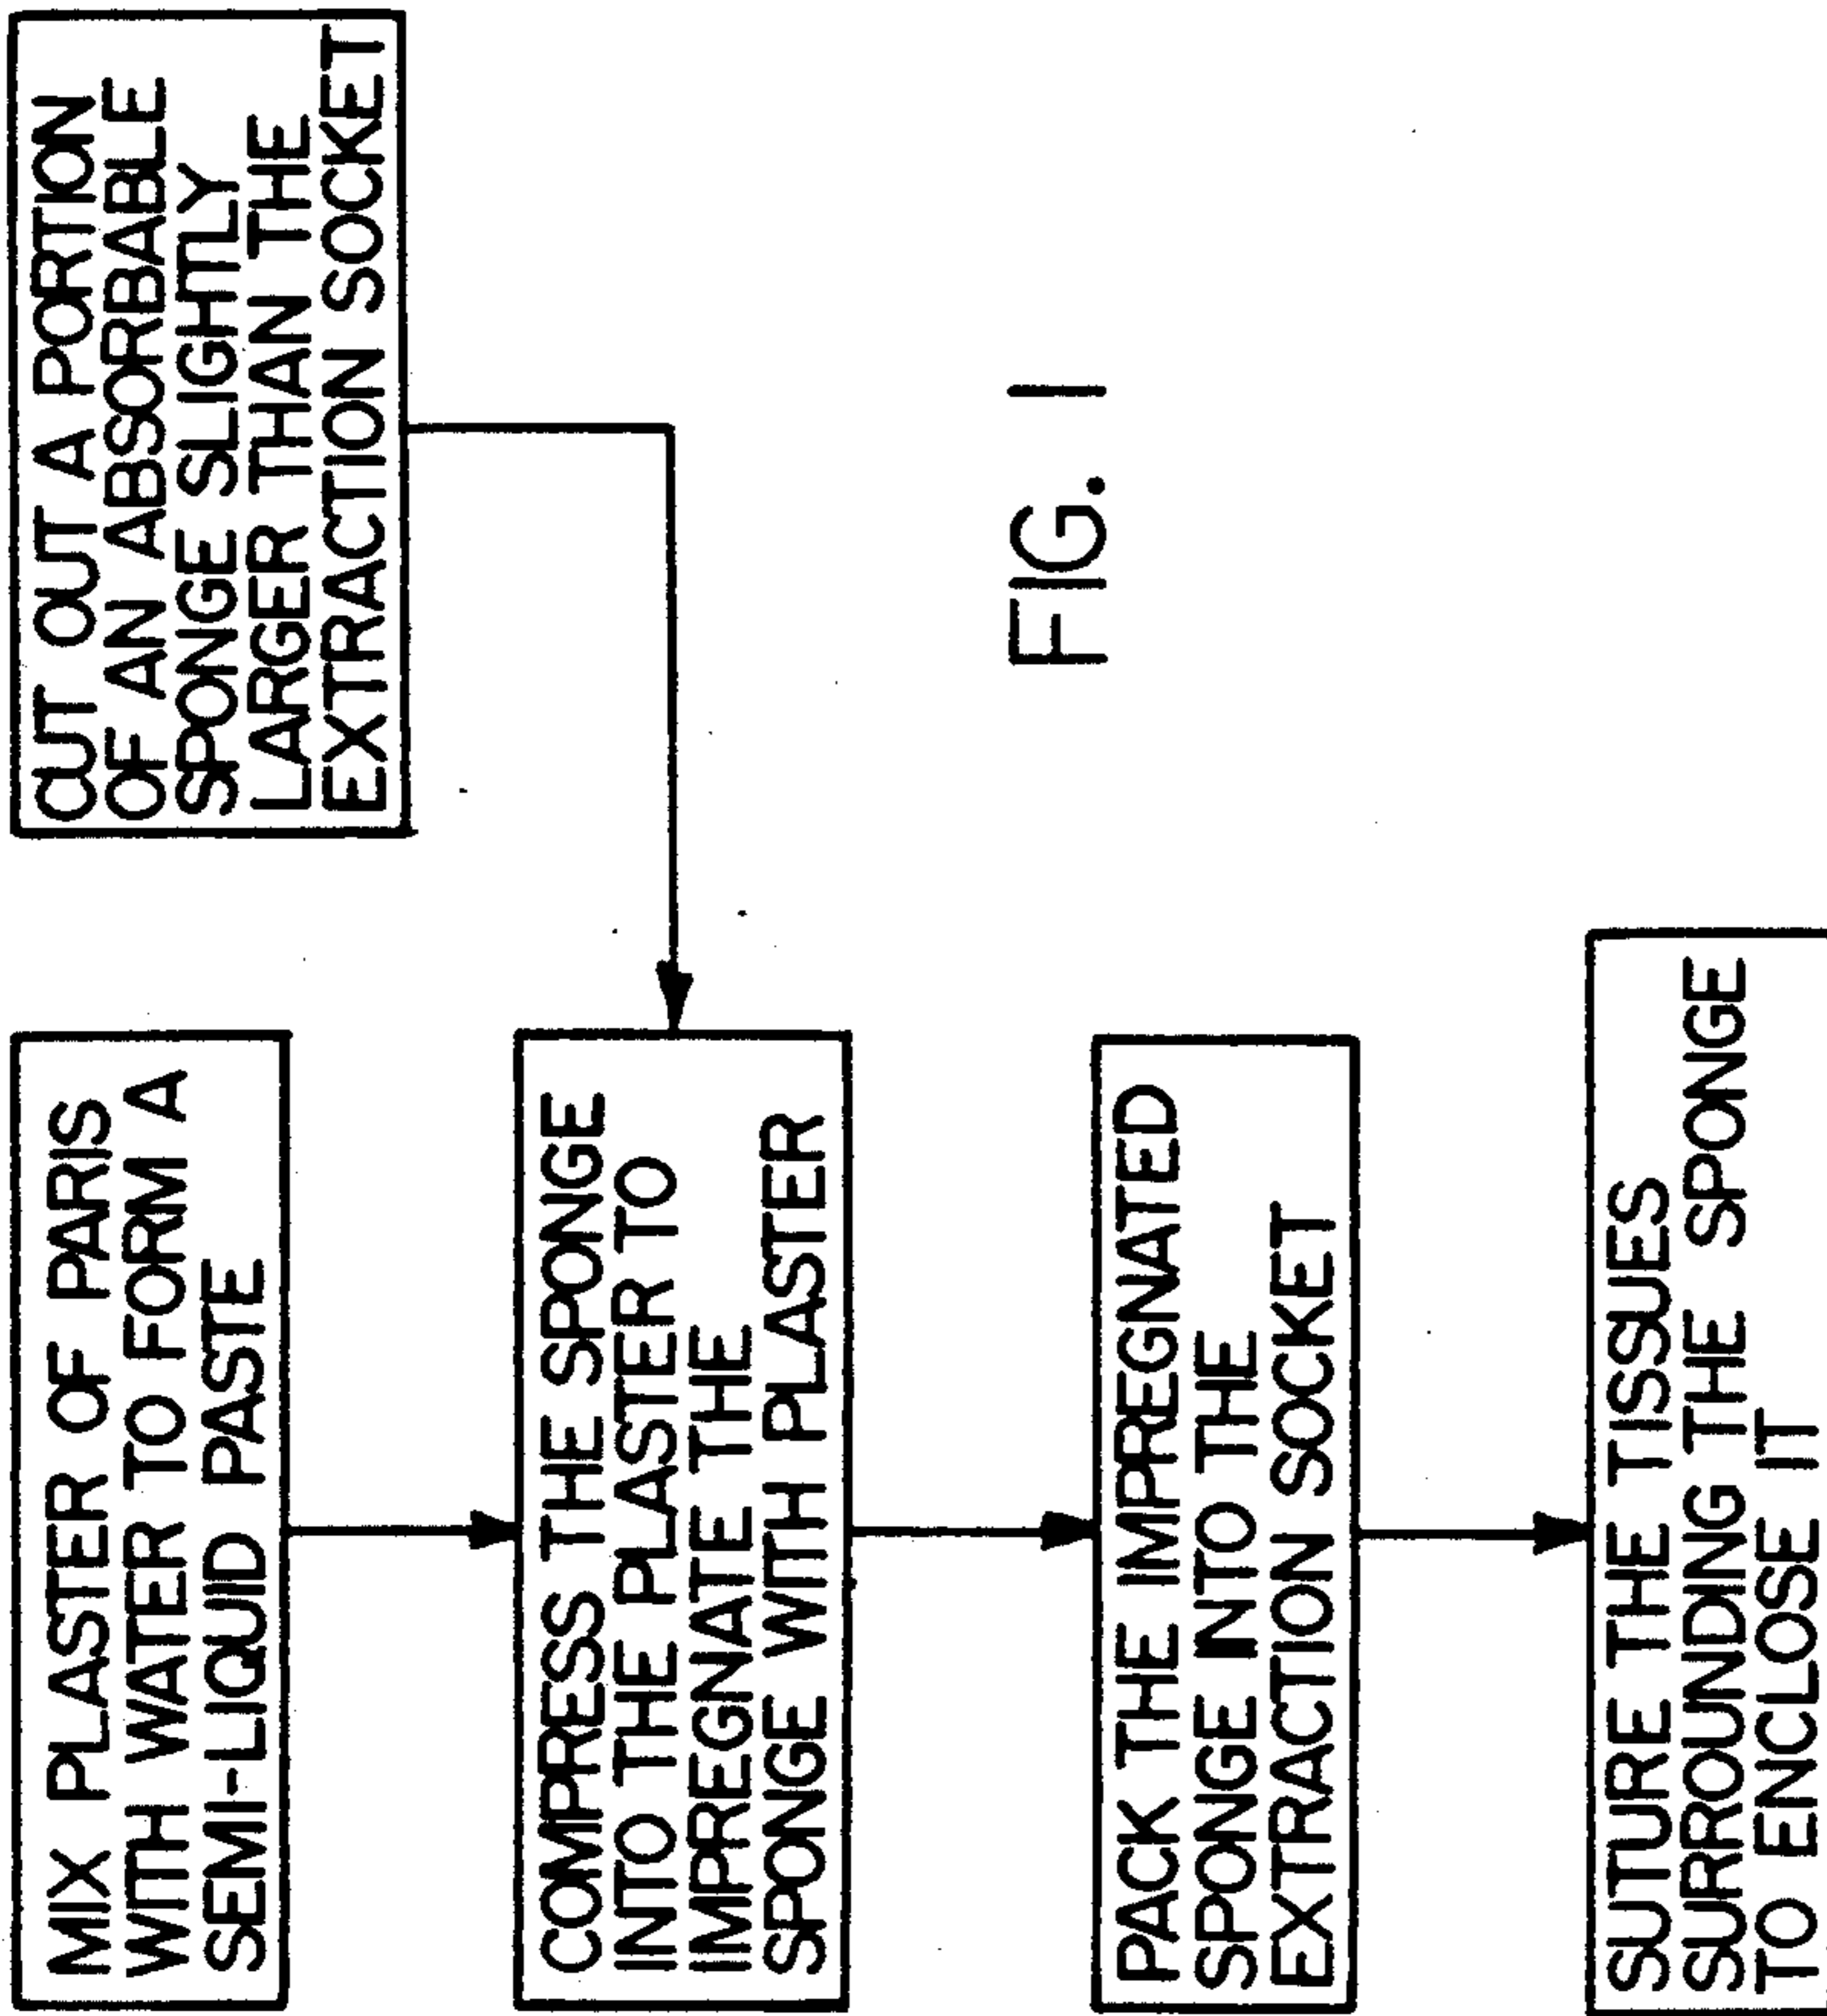 MIX PLASTER OF PARIS
WITH WATER TO FORM A
SEMI-LIQUID PASTE
CUT OUT A PORTION
OF AN ABSORBABLE
SPONGE SLIGHTLY
LARGER THAN THE
EXTRACTION SOCKET
COMPRESS THE SPONGE
INTO THE PLASTER TO
IMPREGNATE THE
SPONGE WITH PLASTER
PACK THE IMPREGNATED
SPONGE NTO THE
EXTRACTION SOCKET
SUTURE THE TISSUES
SURROUNDING THE SPONGE
TO ENCLOSE IT
FIG. 1